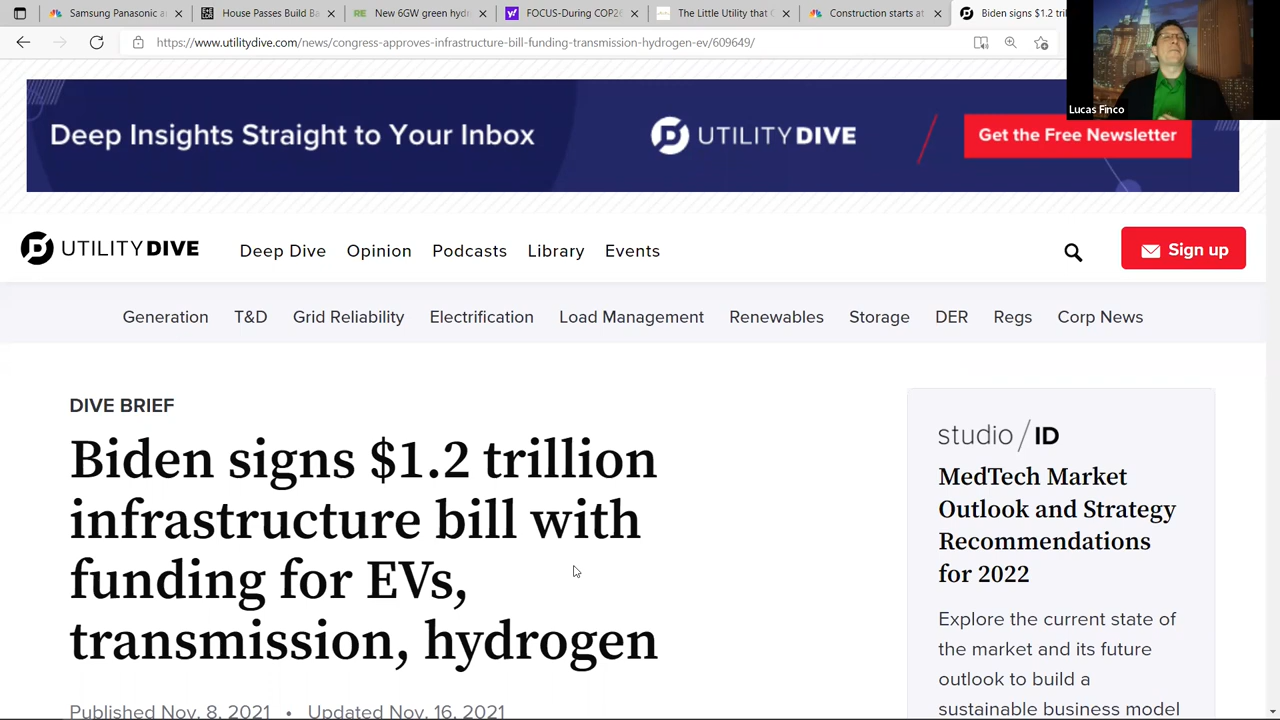 Samsung Panasonic a
House Passes Build B
New 6GW green hydr
FOCUS-During COP26
The Little Utility that C
Construction starts at
Biden signs $1.2 tril
https://www.utilitydive.com/news/congress-approves-infrastructure-bill-funding-transmission-hydrogen-ev/609649/
Lucas Finco
Deep Insights Straight to Your Inbox
UTILITY DIVE
Get the Free Newsletter
UTILITY DIVE
Deep Dive
Opinion
Podcasts
Library
Events
Sign up
Generation
T&D
Grid Reliability
Electrification
Load Management
Renewables
Storage
DER
Regs
Corp News
DIVE BRIEF
Biden signs $1.2 trillion
infrastructure bill with
funding for EVs,
transmission, hydrogen
Published Nov. 8, 2021 • Updated Nov. 16, 2021
studio / ID
MedTech Market
Outlook and Strategy
Recommendations
for 2022
Explore the current state of
the market and its future
outlook to build a
sustainable business model